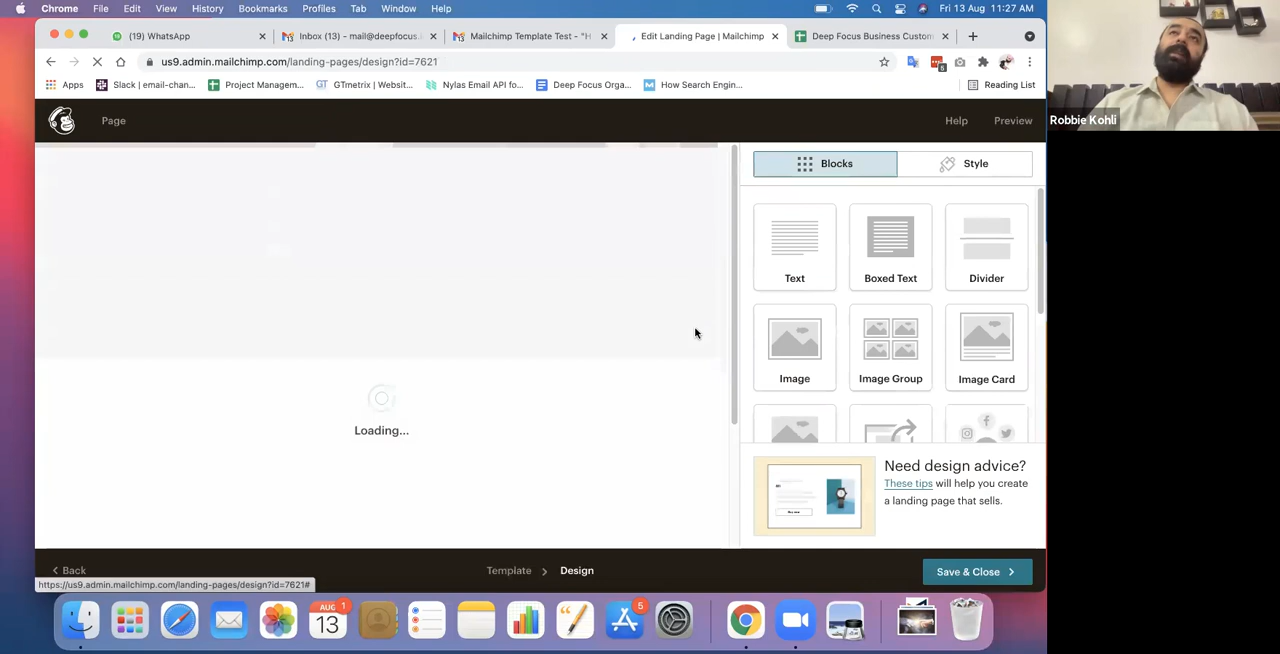 Chrome File Edit View History Bookmarks Profiles Tab Window Help Fri 13 Aug 11:27 AM
(19) WhatsApp Inbox (13) - mail@deepfocus. Mailchimp Template Test - "H Edit Landing Page | Mailchimp Deep Focus Business Custom
us9.admin.mailchimp.com/landing-pages/design?id=7621
6
Apps Slack | email-chan... Project Managem... GTmetrix | Websit... Nylas Email API fo... Deep Focus Orga... How Search Engin... Reading List
Page Help Preview
Blocks Style
Text Boxed Text Divider
Image Image Group Image Card
Loading...
Need design advice?
These tips will help you create
a landing page that sells.
Back Template Design Save & Close
https://us9.admin.mailchimp.com/landing-pages/design?id=7621#
AUG 1 5
13
Robbie Kohli